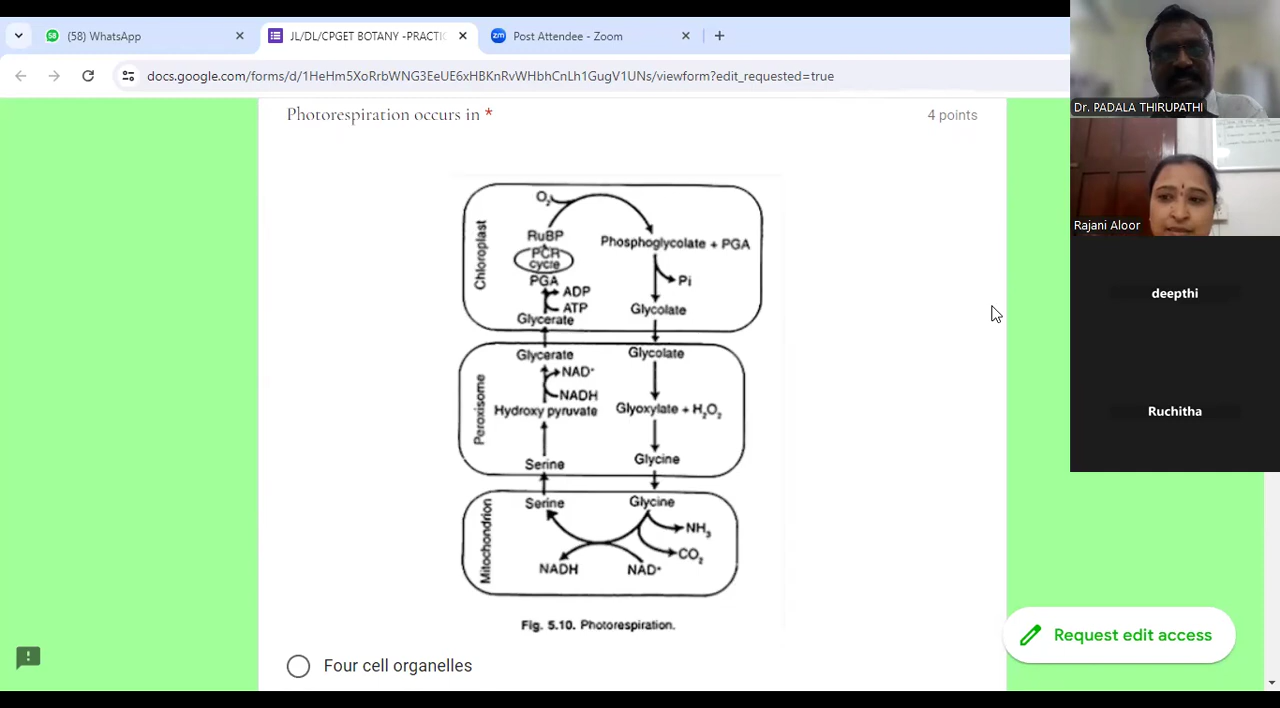 (58) WhatsApp
JL/DL/CPGET BOTANY -PRACTIC
Post Attendee - Zoom
docs.google.com/forms/d/1HeHm5XoRrbWNG3EeUE6xHBKnRvWHbhCnLh1GugV1UNs/viewform?edit_requested=true
Dr. PADALA THIRUPATHI
Rajani Aloor
deepthi
Ruchitha
Photorespiration occurs in *
4 points
Chloroplast
O₂
RuBP
Phosphoglycolate + PGA
PCR
cycle
PGA
Pi
ADP
ATP
Glycerate
Glycolate
Peroxisome
Glycerate
Glycolate
NAD⁺
NADH
Hydroxy pyruvate
Glyoxylate + H₂O₂
Serine
Glycine
Mitochondrion
Serine
Glycine
NH₃
CO₂
NADH
NAD⁺
Fig. 5.10. Photorespiration.
Request edit access
Four cell organelles